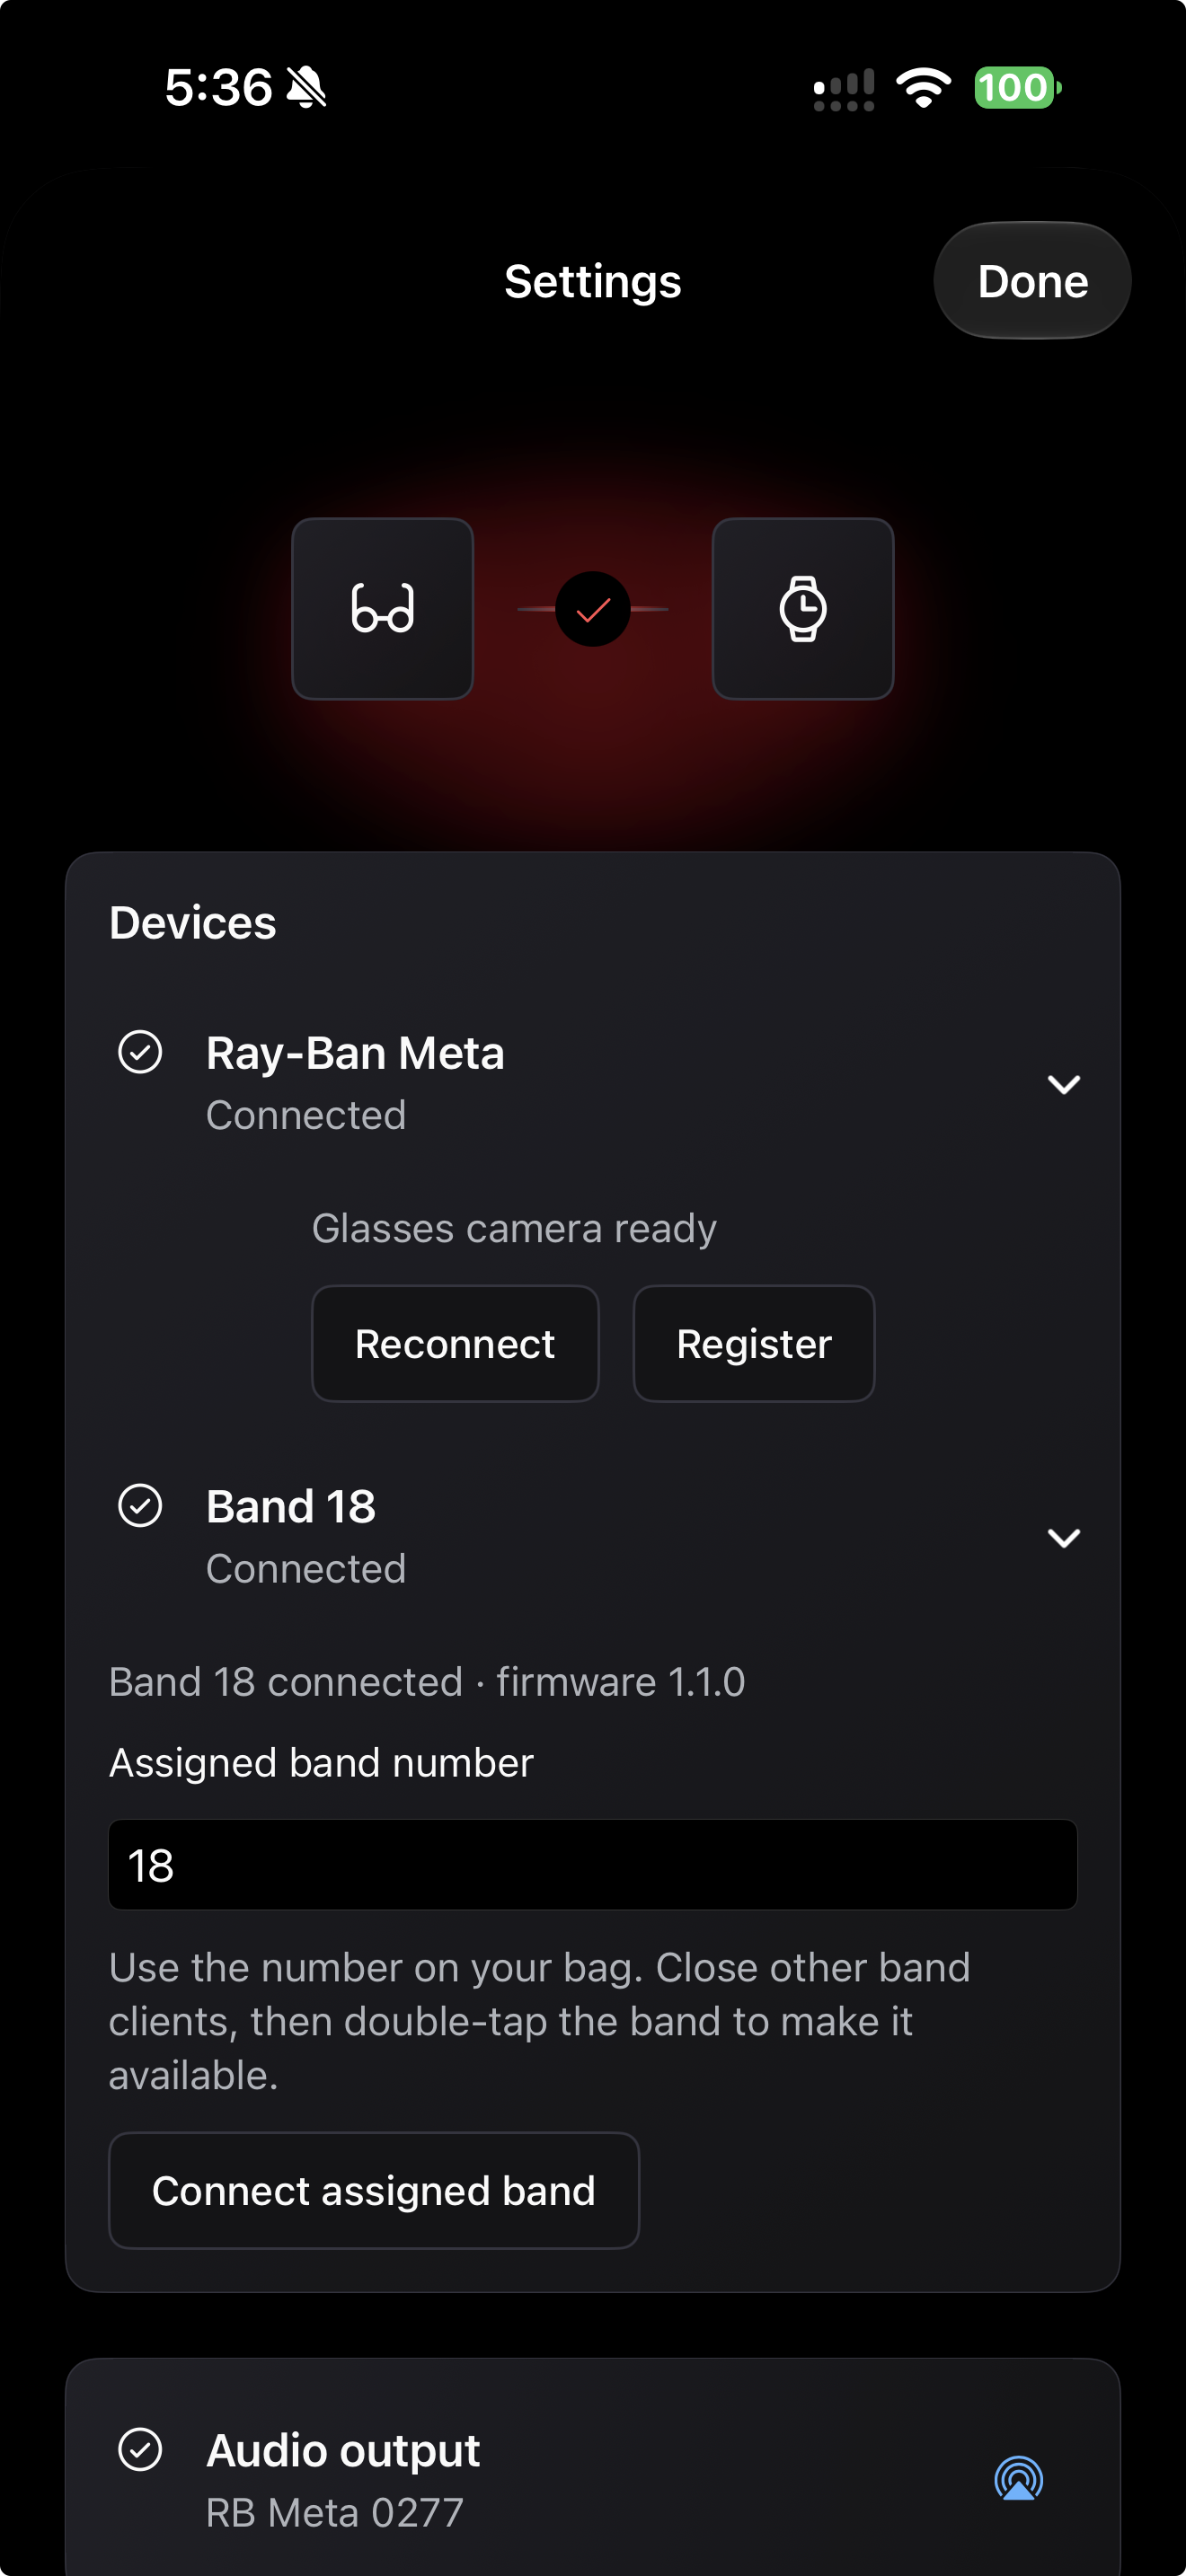 5:36
100
Settings
Done
Devices
Ray-Ban Meta
Connected
Glasses camera ready
Reconnect
Register
Band 18
Connected
Band 18 connected · firmware 1.1.0
Assigned band number
18
Use the number on your bag. Close other band
clients, then double-tap the band to make it
available.
Connect assigned band
Audio output
RB Meta 0277